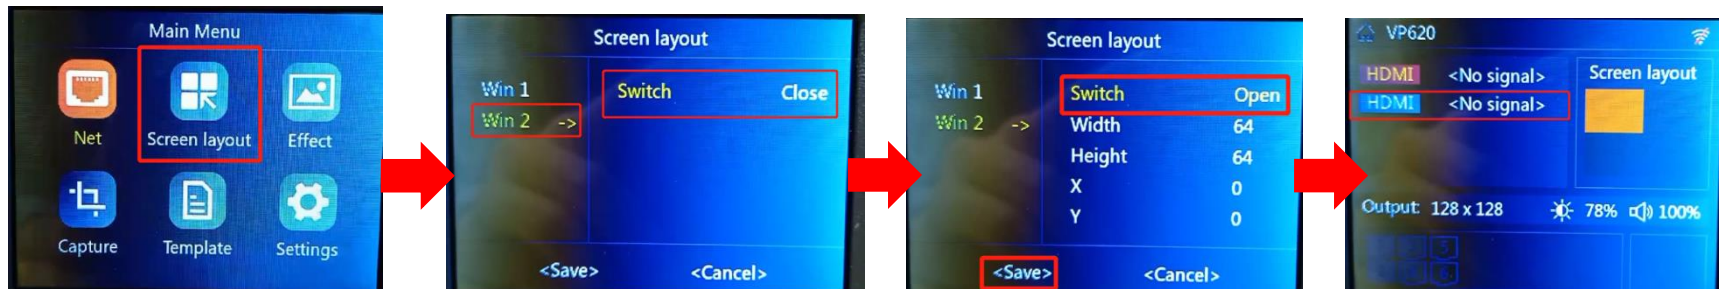 Main Menu
Net
Screen layout
Effect
Capture
Template
Settings
Screen layout
Win 1
Win 2 ->
Switch Close
<Save> <Cancel>
Screen layout
Win 1
Win 2 ->
Switch Open
Width 64
Height 64
X 0
Y 0
<Save> <Cancel>
VP620
HDMI <No signal>
HDMI <No signal>
Screen layout
Output: 128 x 128 78% 100%